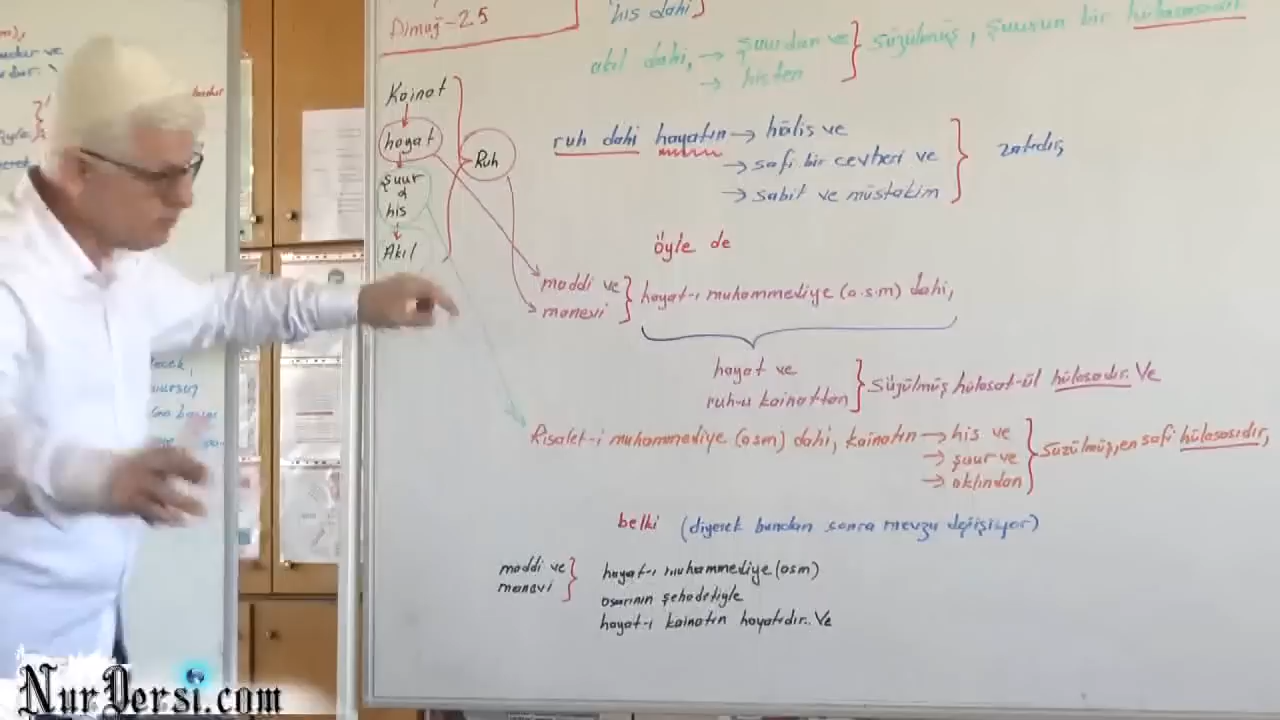 Dimağ-25
his dahi
akıl dahi, → şuurdan ve → histen } süzülmüş, şuurun bir hülasasıdır
Kainat
hayat
şuur
his
Akıl
Ruh
ruh dahi hayatın → hâlis ve
→ safi bir cevheri ve
→ sabit ve müstakim
} zatıdır,
öyle de
maddi ve
manevi } hayat-ı muhammediye (a.s.m) dahi,
hayat ve
ruh-u kainattan } süzülmüş hülasat-ül hülasadır. Ve
Risalet-i muhammediye (asm) dahi, kainatın → his ve
→ şuur ve
→ aklından
} süzülmüş, en safi hülasasıdır,
belki (diyerek bundan sonra mevzu değişiyor)
maddi ve
manevi } hayat-ı muhammediye (asm)
asarının şehadetiyle
hayat-ı kainatın hayatıdır. Ve
NurDersi.com